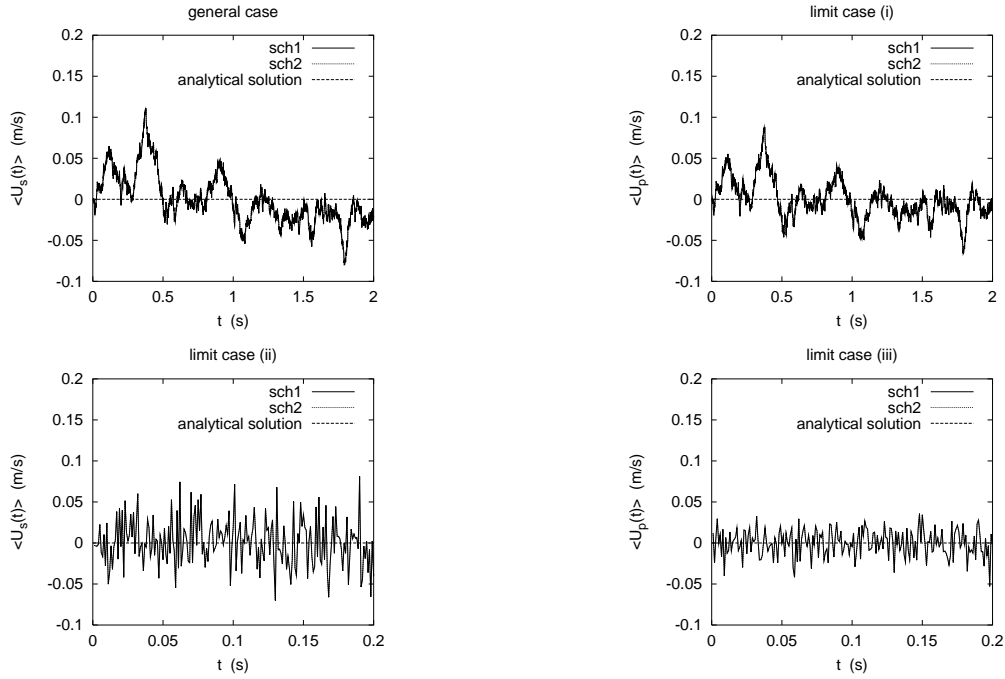 general case
0.2
0.15
0.1
0.05
0
-0.05
-0.1
<U_s(t)> (m/s)
sch1
sch2
analytical solution
0 0.5 1 1.5 2
t (s)
limit case (i)
0.2
0.15
0.1
0.05
0
-0.05
-0.1
<U_p(t)> (m/s)
sch1
sch2
analytical solution
0 0.5 1 1.5 2
t (s)
limit case (ii)
0.2
0.15
0.1
0.05
0
-0.05
-0.1
<U_s(t)> (m/s)
sch1
sch2
analytical solution
0 0.05 0.1 0.15 0.2
t (s)
limit case (iii)
0.2
0.15
0.1
0.05
0
-0.05
-0.1
<U_p(t)> (m/s)
sch1
sch2
analytical solution
0 0.05 0.1 0.15 0.2
t (s)